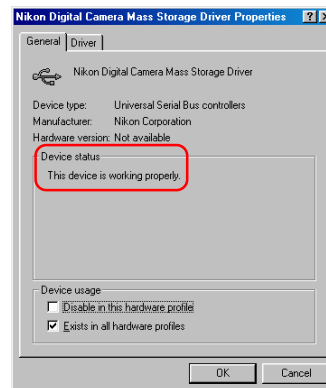 Nikon Digital Camera Mass Storage Driver Properties
General Driver
Nikon Digital Camera Mass Storage Driver
Device type: Universal Serial Bus controllers
Manufacturer: Nikon Corporation
Hardware version: Not available
Device status
This device is working properly.
Device usage
Disable in this hardware profile
Exists in all hardware profiles
OK Cancel